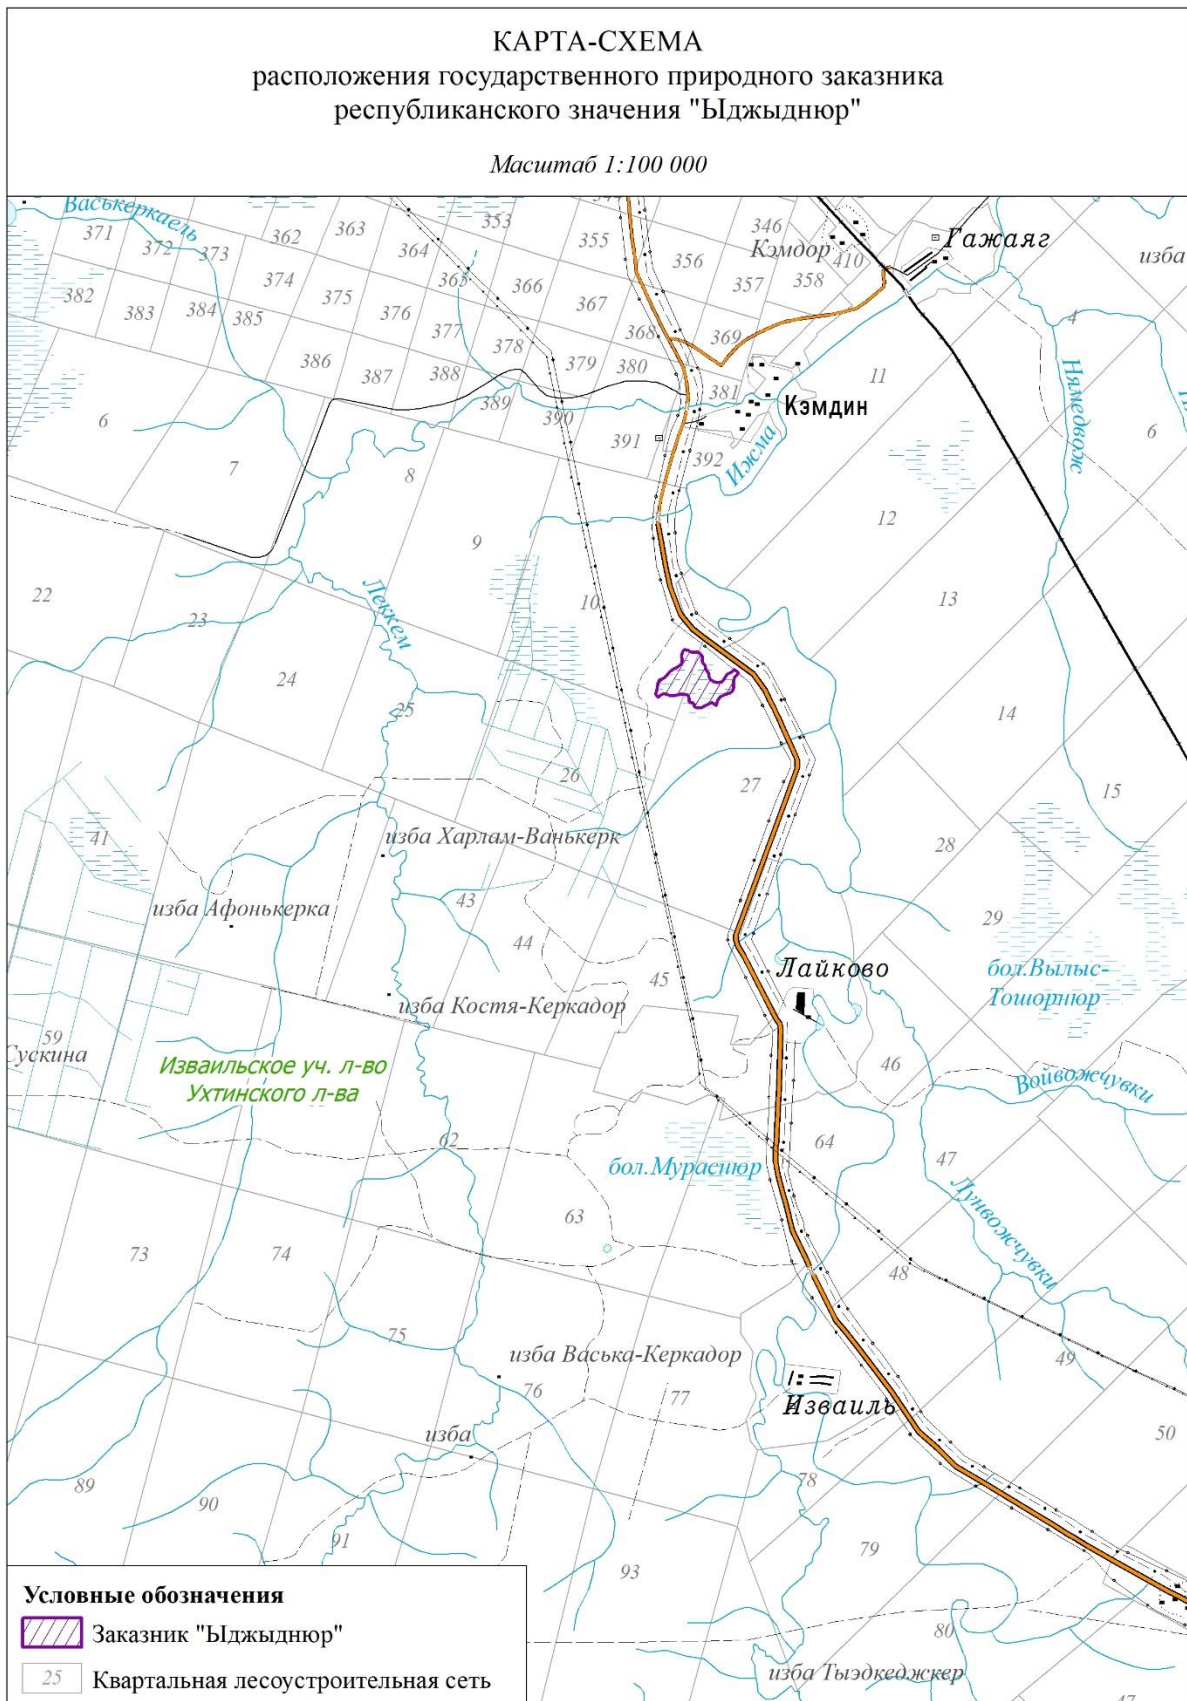 КАРТА-СХЕМА
расположения государственного природного заказника
республиканского значения "Ыджыднюр"
Масштаб 1:100 000
Васькеркаель
371
372
373
362
363
364
353
355
346
356
Кэмдор
410
Гажаяг
изба
382
383
384
385
374
375
376
365
366
367
357
358
377
378
368
369
4
386
387
388
379
380
381
11
Нямедвож
6
389
390
391
Кэмдин
392
Ижма
6
7
8
9
12
22
23
Леккем
10
13
24
25
14
26
27
15
41
изба Харлам-Ванькерк
28
изба Афонькерка
43
44
29
45
Лайково
бол.Вылыс-
Тошорнюр
изба Костя-Керкадор
59
Сускина
Изваильское уч. л-во
Ухтинского л-ва
46
Войвожчувки
62
64
бол.Мураснюр
47
Лунвожчувки
63
73
74
48
75
изба Васька-Керкадор
49
76
77
Изваиль
изба
50
89
90
78
91
79
93
80
изба Тыэдкеджкер
47
Условные обозначения
Заказник "Ыджыднюр"
25
Квартальная лесоустроительная сеть